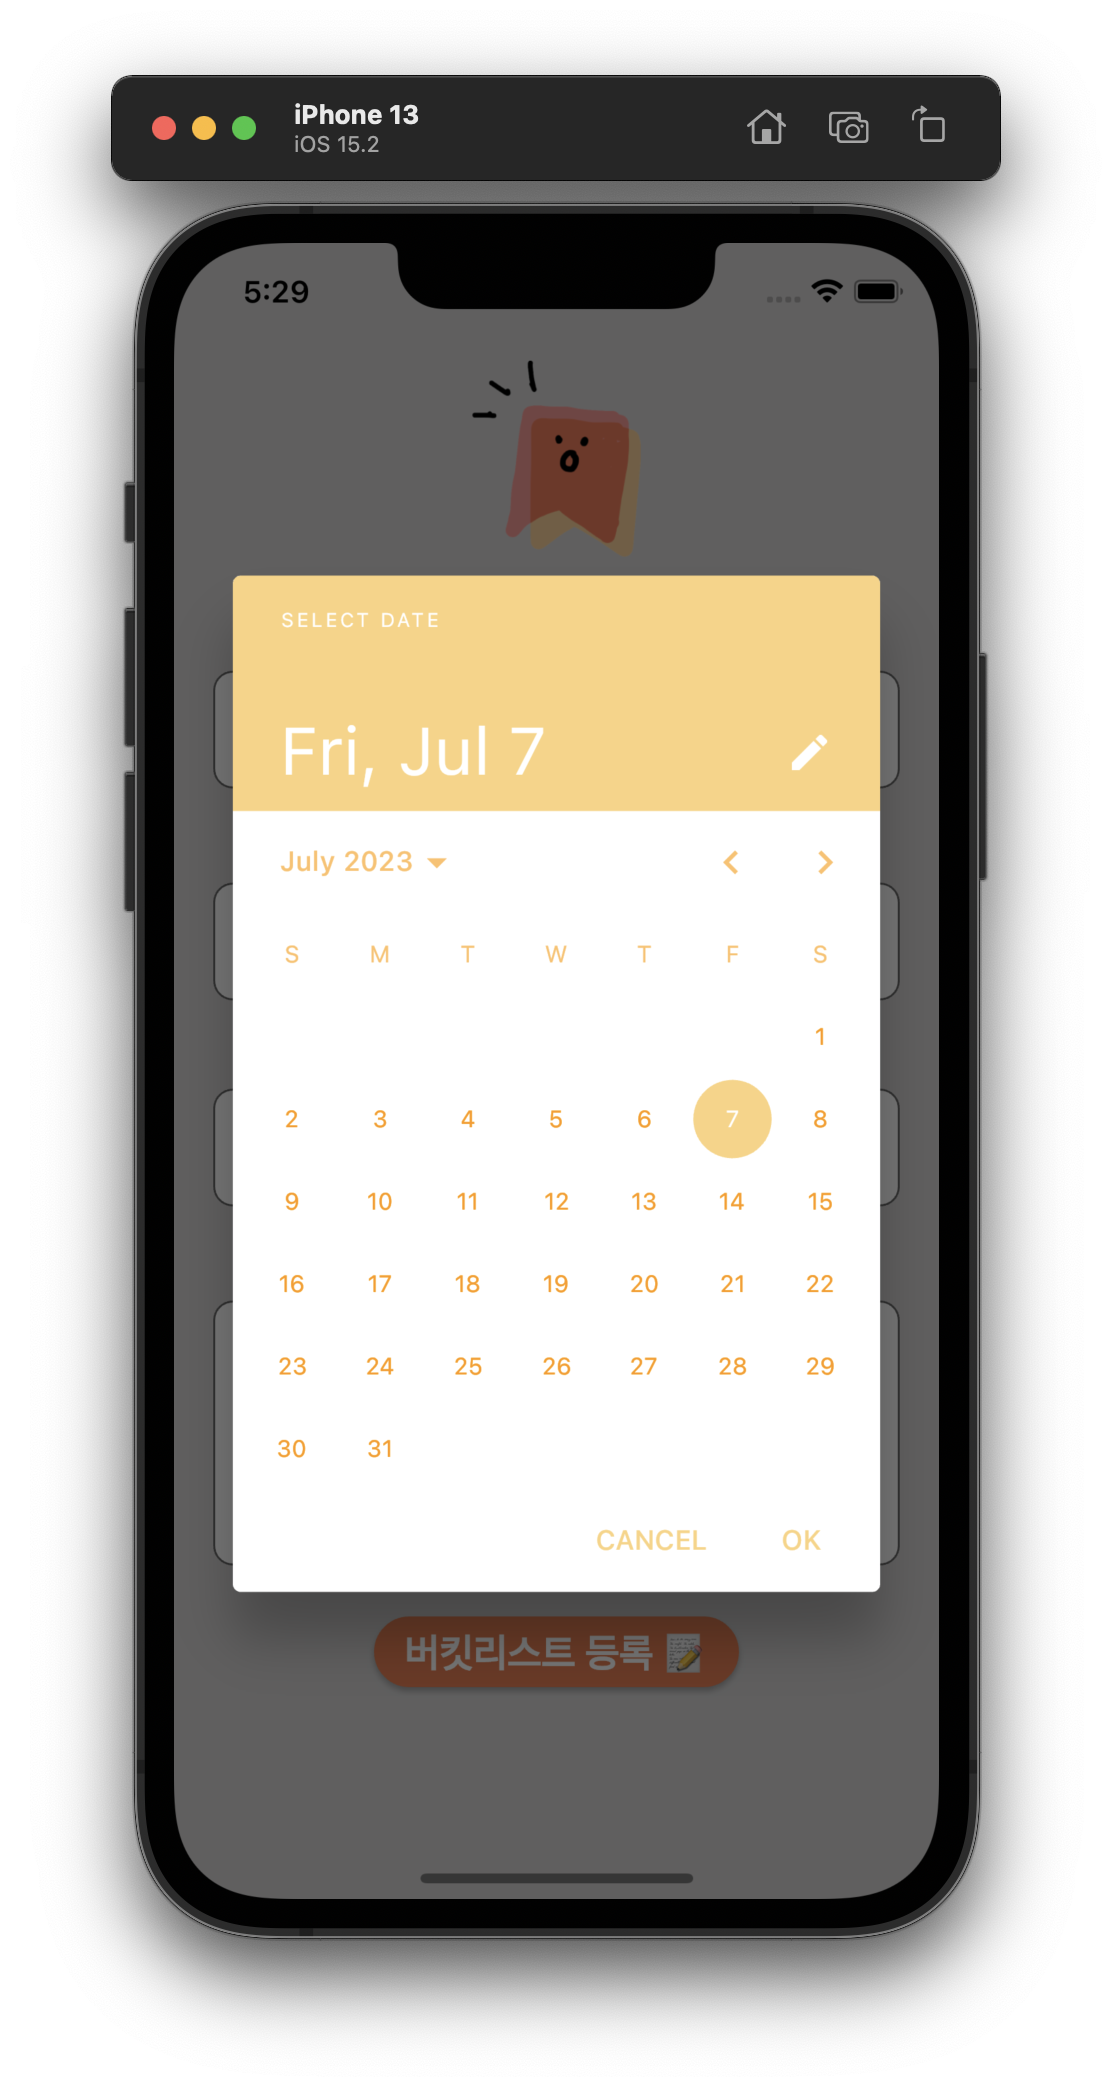 iPhone 13
iOS 15.2
5:29
SELECT DATE
Fri, Jul 7
July 2023
S M T W T F S
1
2 3 4 5 6 7 8
9 10 11 12 13 14 15
16 17 18 19 20 21 22
23 24 25 26 27 28 29
30 31
CANCEL OK
버킷리스트 등록 📝